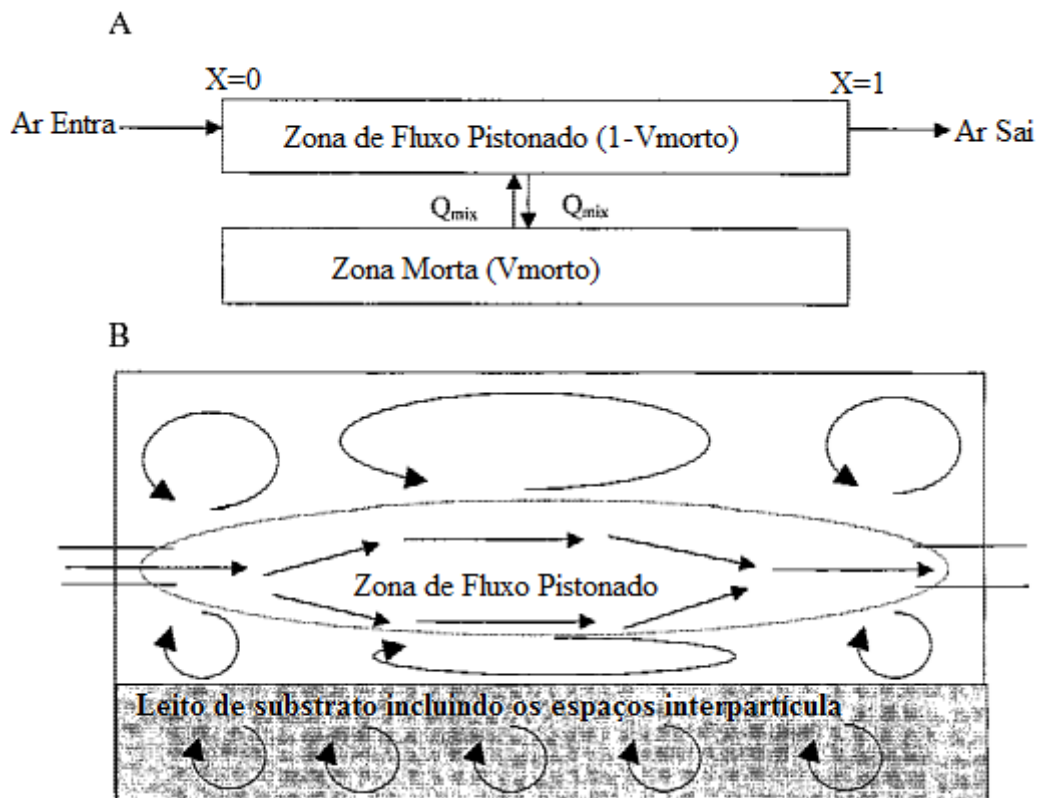 A
X=0 X=1
Ar Entra Zona de Fluxo Pistonado (1-Vmorto) Ar Sai
Qmix Qmix
Zona Morta (Vmorto)
B
Zona de Fluxo Pistonado
Leito de substrato incluindo os espaços interpartícula